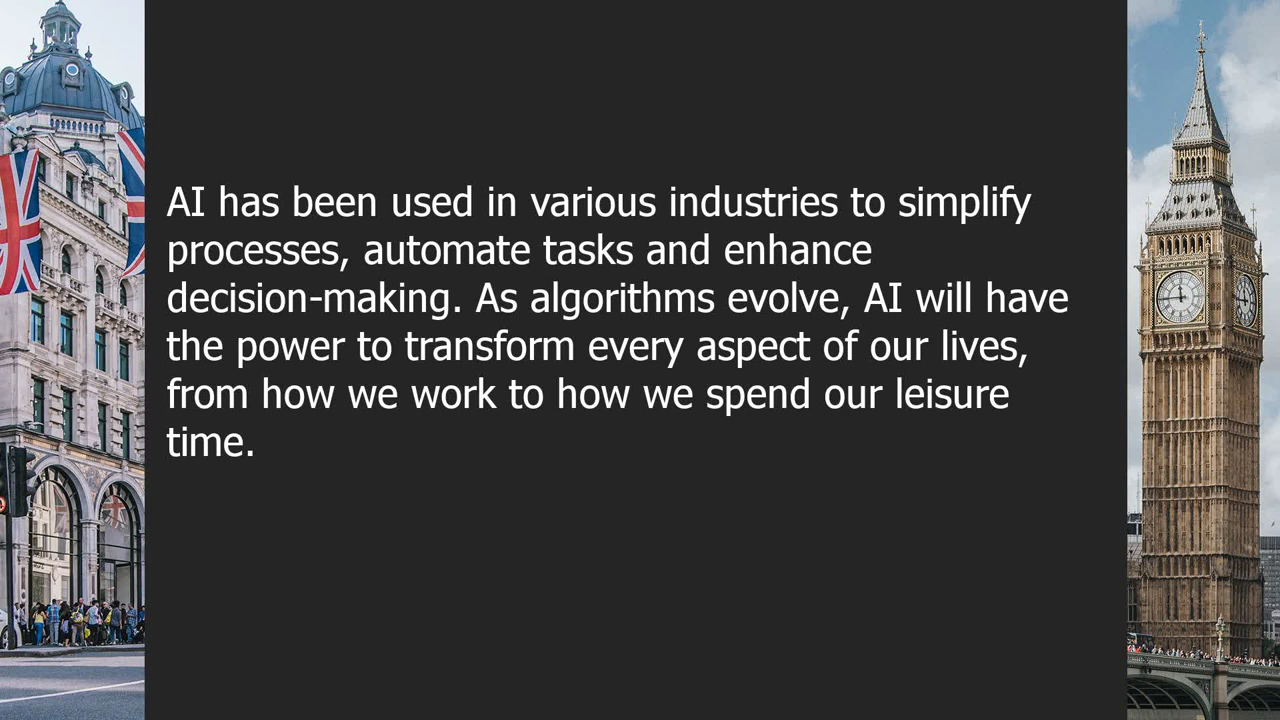 AI has been used in various industries to simplify
processes, automate tasks and enhance
decision-making. As algorithms evolve, AI will have
the power to transform every aspect of our lives,
from how we work to how we spend our leisure
time.